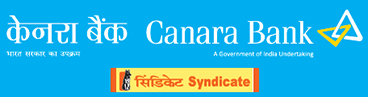 केनरा बैंक Canara Bank
भारत सरकार का उपक्रम A Government of India Undertaking
सिंडिकेट Syndicate